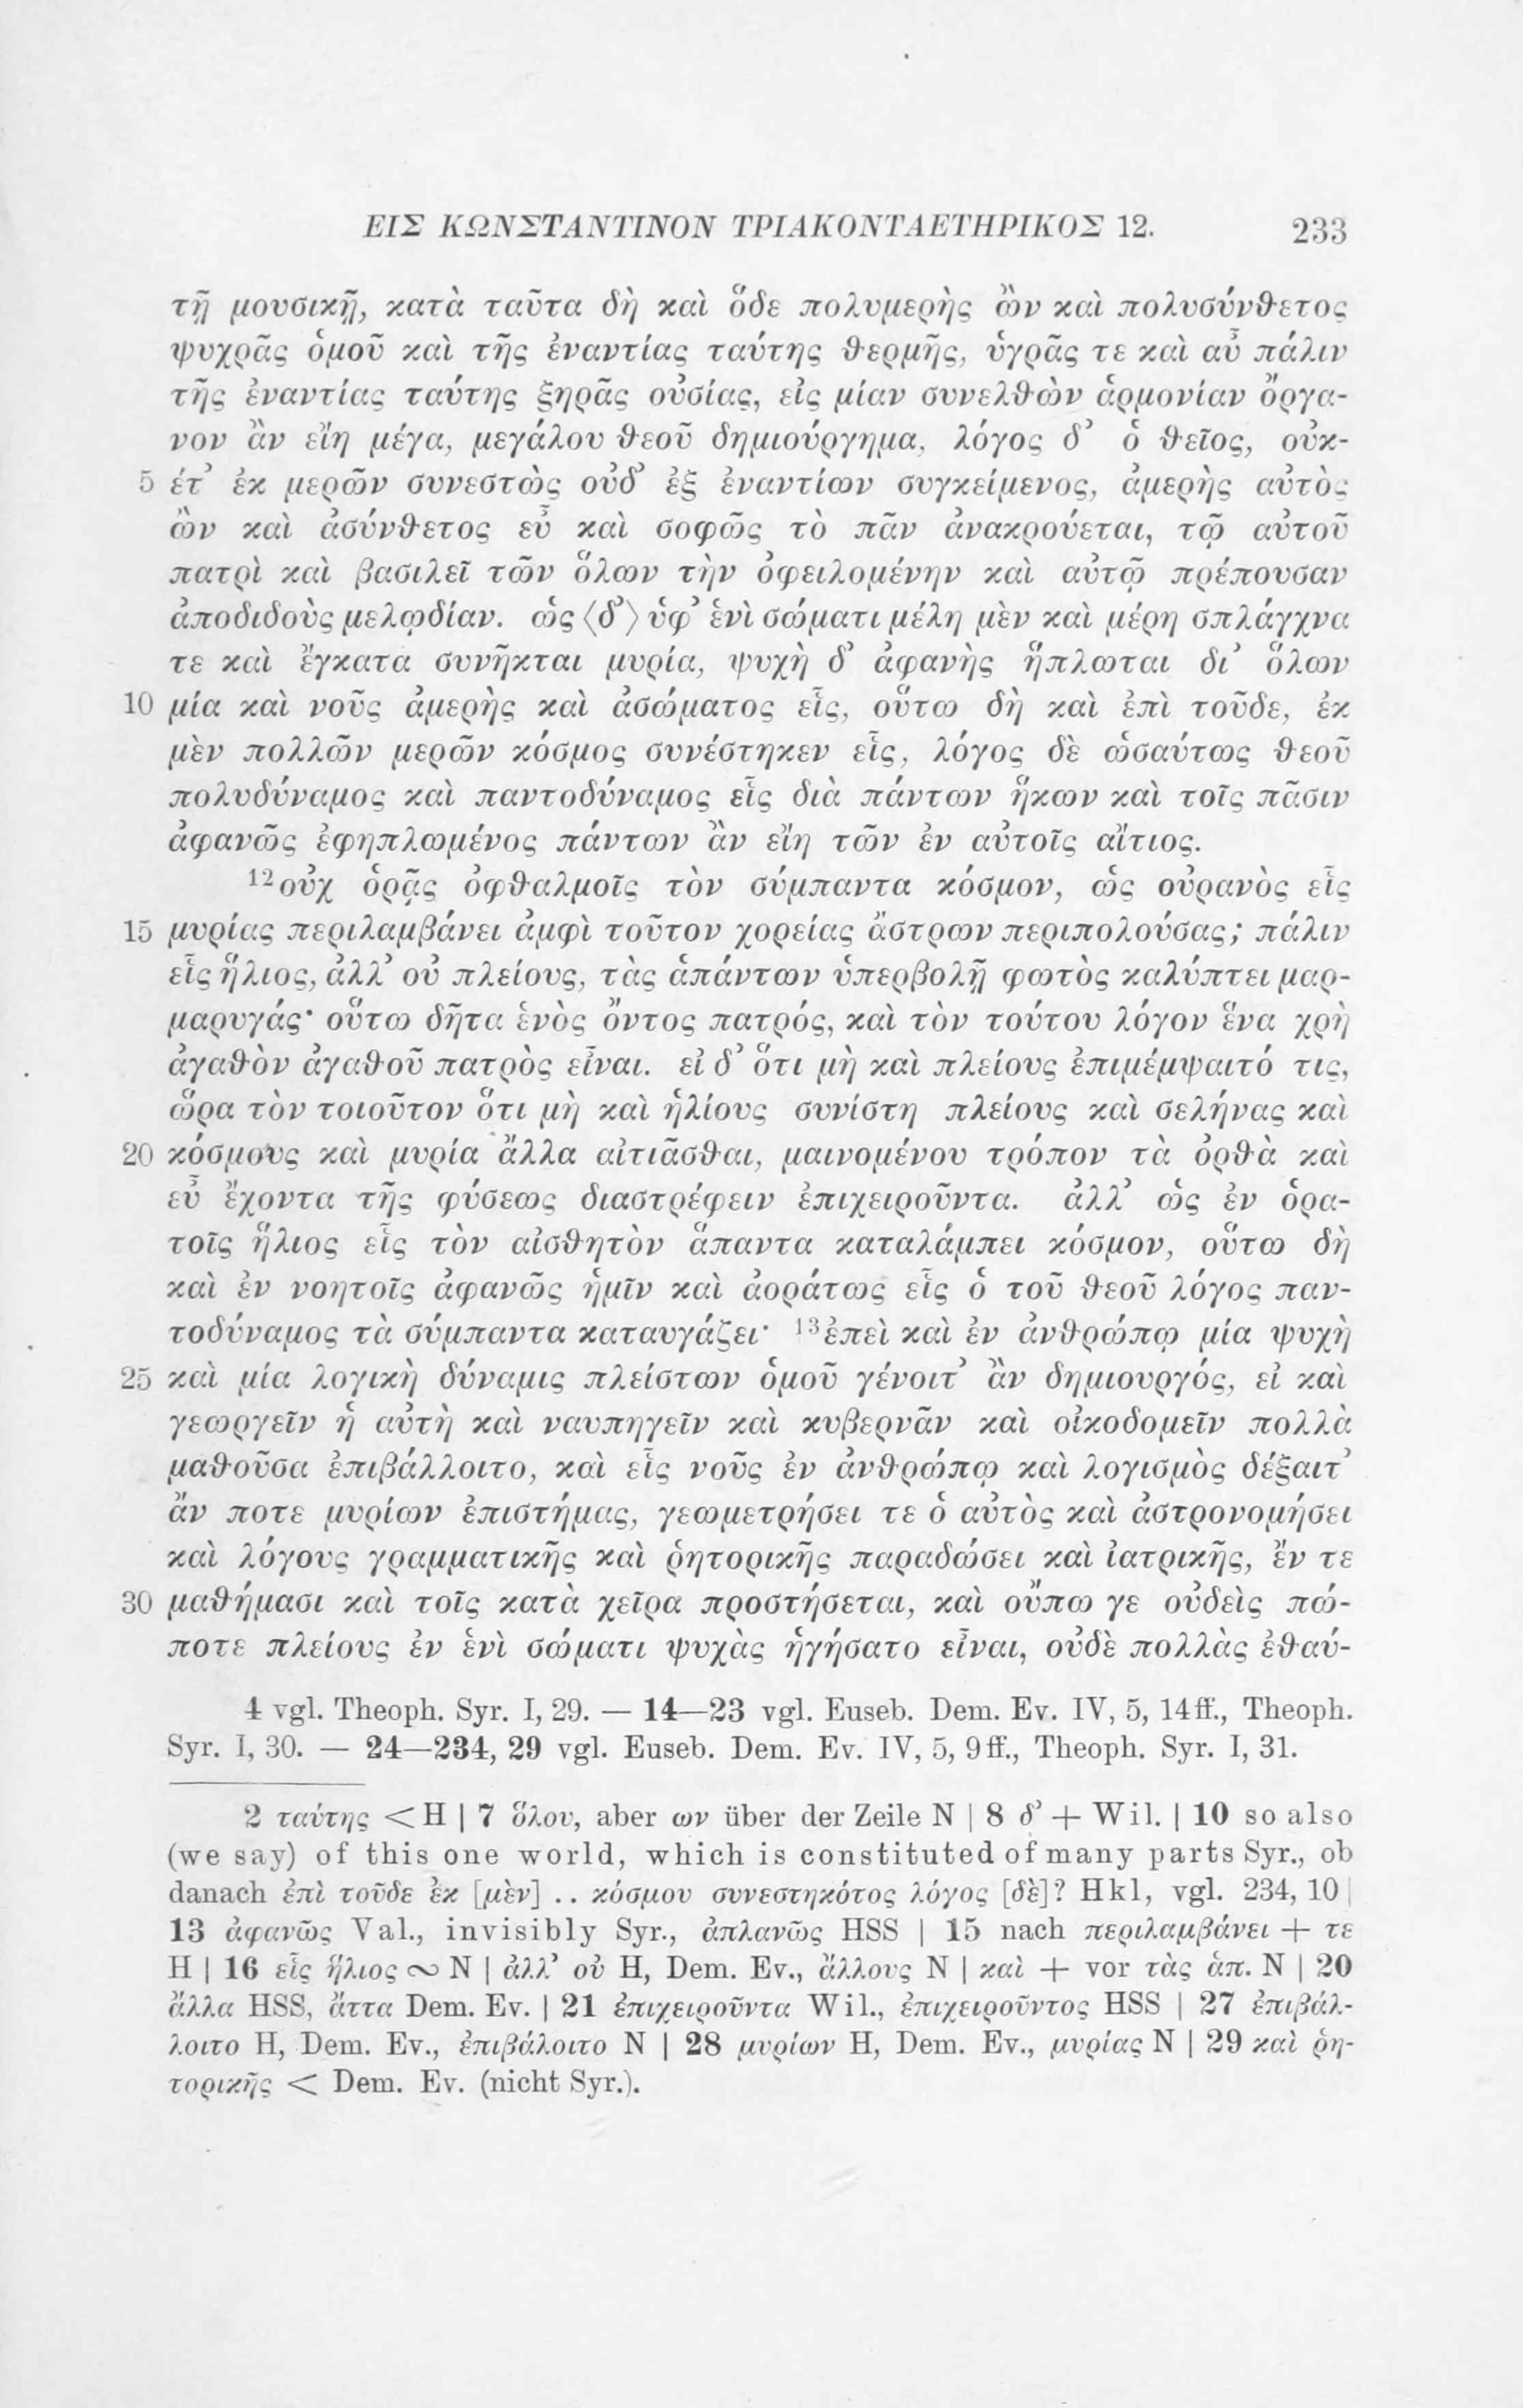 ΕΙΣ ΚΩΝΣΤΑΝΤΙΝΟΝ ΤΡΙΑΚΟΝΤΑΕΤΗΡΙΚΟΣ 12. 233
τῇ μουσικῇ, κατὰ ταῦτα δὴ καὶ ὅδε πολυμερὴς ὢν καὶ πολυσύνθετος
ψυχρᾶς ὁμοῦ καὶ τῆς ἐναντίας ταύτης θερμῆς, ὑγρᾶς τε καὶ αὖ πάλιν
τῆς ἐναντίας ταύτης ξηρᾶς οὐσίας, εἰς μίαν συνελθὼν ἁρμονίαν ὄργα-
νον ἂν εἴη μέγα, μεγάλου θεοῦ δημιούργημα, λόγος δ’ ὁ θεῖος, οὐκ-
5 έτ’ ἐκ μερῶν συνεστὼς οὐδ’ ἐξ ἐναντίων συγκείμενος, ἀμερὴς αὐτὸς
ὢν καὶ ἀσύνθετος εὖ καὶ σοφῶς τὸ πᾶν ἀνακρούεται, τῷ αὐτοῦ
πατρὶ καὶ βασιλεῖ τῶν ὅλων τὴν ὀφειλομένην καὶ αὐτῷ πρέπουσαν
ἀποδιδοὺς μελῳδίαν. ὡς ⟨δ’⟩ ὑφ’ ἑνὶ σώματι μέλη μὲν καὶ μέρη σπλάγχνα
τε καὶ ἔγκατα συνῆκται μυρία, ψυχὴ δ’ ἀφανὴς ἥπλωται δι’ ὅλων
10 μία καὶ νοῦς ἀμερὴς καὶ ἀσώματος εἷς, οὕτω δὴ καὶ ἐπὶ τοῦδε, ἐκ
μὲν πολλῶν μερῶν κόσμος συνέστηκεν εἷς, λόγος δὲ ὡσαύτως θεοῦ
πολυδύναμος καὶ παντοδύναμος εἷς διὰ πάντων ἥκων καὶ τοῖς πᾶσιν
ἀφανῶς ἐφηπλωμένος πάντων ἂν εἴη τῶν ἐν αὐτοῖς αἴτιος.
¹²οὐχ ὁρᾷς ὀφθαλμοῖς τὸν σύμπαντα κόσμον, ὡς οὐρανὸς εἷς
15 μυρίας περιλαμβάνει ἀμφὶ τοῦτον χορείας ἄστρων περιπολούσας; πάλιν
εἷς ἥλιος, ἀλλ’ οὐ πλείους, τὰς ἁπάντων ὑπερβολῇ φωτὸς καλύπτει μαρ-
μαρυγάς· οὕτω δῆτα ἑνὸς ὄντος πατρός, καὶ τὸν τούτου λόγον ἕνα χρὴ
ἀγαθὸν ἀγαθοῦ πατρὸς εἶναι. εἰ δ’ ὅτι μὴ καὶ πλείους ἐπιμέμψαιτό τις,
ὥρα τὸν τοιοῦτον ὅτι μὴ καὶ ἡλίους συνίστη πλείους καὶ σελήνας καὶ
20 κόσμους καὶ μυρία ἄλλα αἰτιᾶσθαι, μαινομένου τρόπον τὰ ὀρθὰ καὶ
εὖ ἔχοντα τῆς φύσεως διαστρέφειν ἐπιχειροῦντα. ἀλλ’ ὡς ἐν ὁρα-
τοῖς ἥλιος εἷς τὸν αἰσθητὸν ἅπαντα καταλάμπει κόσμον, οὕτω δὴ
καὶ ἐν νοητοῖς ἀφανῶς ἡμῖν καὶ ἀοράτως εἷς ὁ τοῦ θεοῦ λόγος παν-
τοδύναμος τὰ σύμπαντα καταυγάζει· ¹³ἐπεὶ καὶ ἐν ἀνθρώπῳ μία ψυχὴ
25 καὶ μία λογικὴ δύναμις πλείστων ὁμοῦ γένοιτ’ ἂν δημιουργός, εἰ καὶ
γεωργεῖν ἡ αὐτὴ καὶ ναυπηγεῖν καὶ κυβερνᾶν καὶ οἰκοδομεῖν πολλὰ
μαθοῦσα ἐπιβάλλοιτο, καὶ εἷς νοῦς ἐν ἀνθρώπῳ καὶ λογισμὸς δέξαιτ’
ἄν ποτε μυρίων ἐπιστήμας, γεωμετρήσει τε ὁ αὐτὸς καὶ ἀστρονομήσει
καὶ λόγους γραμματικῆς καὶ ῥητορικῆς παραδώσει καὶ ἰατρικῆς, ἔν τε
30 μαθήμασι καὶ τοῖς κατὰ χεῖρα προστήσεται, καὶ οὔπω γε οὐδεὶς πώ-
ποτε πλείους ἐν ἑνὶ σώματι ψυχὰς ἡγήσατο εἶναι, οὐδὲ πολλὰς ἐθαύ-
4 vgl. Theoph. Syr. I, 29. — 14—23 vgl. Euseb. Dem. Ev. IV, 5, 14ff., Theoph.
Syr. I, 30. — 24—234, 29 vgl. Euseb. Dem. Ev. IV, 5, 9ff., Theoph. Syr. I, 31.
2 ταύτης < H | 7 ὅλου, aber ων über der Zeile N | 8 δ’ + Wil. | 10 so also
(we say) of this one world, which is constituted of many parts Syr., ob
danach ἐπὶ τοῦδε ἐκ [μὲν] .. κόσμου συνεστηκότος λόγος [δὲ]? Hkl, vgl. 234, 10 |
13 ἀφανῶς Val., invisibly Syr., ἀπλανῶς HSS | 15 nach περιλαμβάνει + τε
H | 16 εἷς ἥλιος ∾ N | ἀλλ’ οὐ H, Dem. Ev., ἄλλους N | καὶ + vor τὰς ἁπ. N | 20
ἄλλα HSS, ἄττα Dem. Ev. | 21 ἐπιχειροῦντα Wil., ἐπιχειροῦντος HSS | 27 ἐπιβάλ-
λοιτο H, Dem. Ev., ἐπιβάλοιτο N | 28 μυρίων H, Dem. Ev., μυρίας N | 29 καὶ ῥη-
τορικῆς < Dem. Ev. (nicht Syr.).